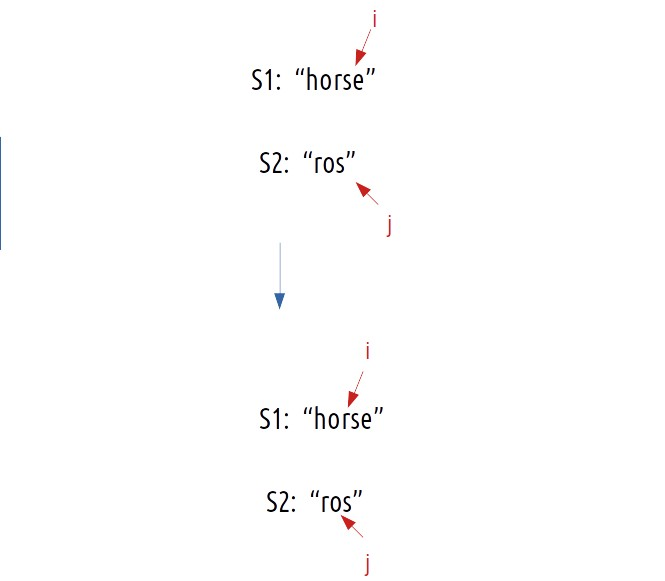 i
S1: “horse”
S2: “ros”
j
i
S1: “horse”
S2: “ros”
j